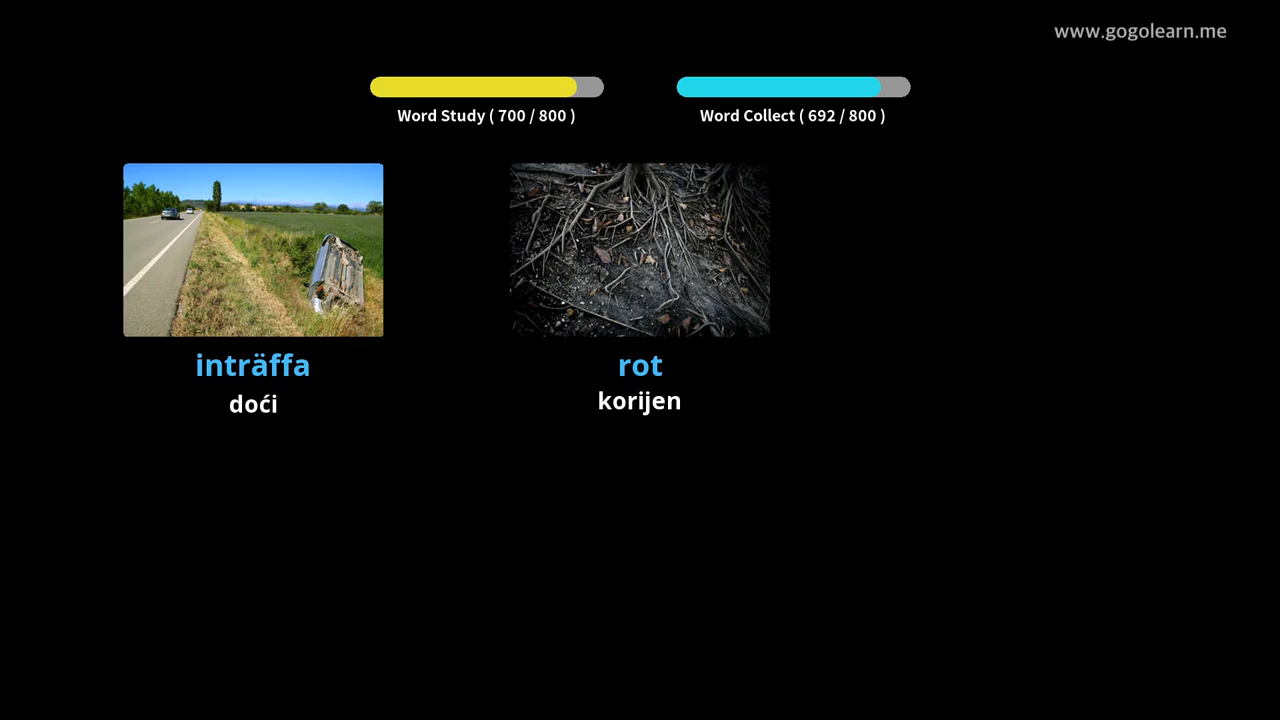 www.gogolearn.me
Word Study ( 700 / 800 )
Word Collect ( 692 / 800 )
inträffa
doći
rot
korijen